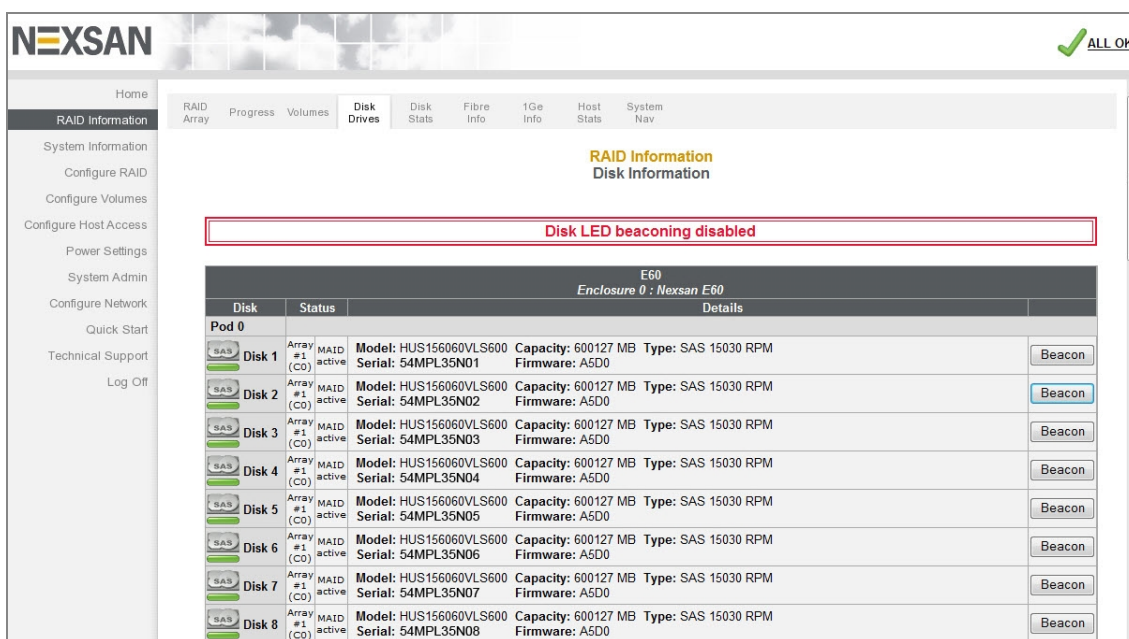 NEXSAN
ALL OK
Home
RAID Information
System Information
Configure RAID
Configure Volumes
Configure Host Access
Power Settings
System Admin
Configure Network
Quick Start
Technical Support
Log Off
RAID Array Progress Volumes Disk Drives Disk Stats Fibre Info 1Ge Info Host Stats System Nav
RAID Information
Disk Information
Disk LED beaconing disabled
E60
Enclosure 0 : Nexsan E60
Disk Status Details
Pod 0
SAS Disk 1 Array #1 (C0) MAID active Model: HUS156060VLS600 Capacity: 600127 MB Type: SAS 15030 RPM Beacon
Serial: 54MPL35N01 Firmware: A5D0
SAS Disk 2 Array #1 (C0) MAID active Model: HUS156060VLS600 Capacity: 600127 MB Type: SAS 15030 RPM Beacon
Serial: 54MPL35N02 Firmware: A5D0
SAS Disk 3 Array #1 (C0) MAID active Model: HUS156060VLS600 Capacity: 600127 MB Type: SAS 15030 RPM Beacon
Serial: 54MPL35N03 Firmware: A5D0
SAS Disk 4 Array #1 (C0) MAID active Model: HUS156060VLS600 Capacity: 600127 MB Type: SAS 15030 RPM Beacon
Serial: 54MPL35N04 Firmware: A5D0
SAS Disk 5 Array #1 (C0) MAID active Model: HUS156060VLS600 Capacity: 600127 MB Type: SAS 15030 RPM Beacon
Serial: 54MPL35N05 Firmware: A5D0
SAS Disk 6 Array #1 (C0) MAID active Model: HUS156060VLS600 Capacity: 600127 MB Type: SAS 15030 RPM Beacon
Serial: 54MPL35N06 Firmware: A5D0
SAS Disk 7 Array #1 (C0) MAID active Model: HUS156060VLS600 Capacity: 600127 MB Type: SAS 15030 RPM Beacon
Serial: 54MPL35N07 Firmware: A5D0
SAS Disk 8 Array #1 (C0) MAID active Model: HUS156060VLS600 Capacity: 600127 MB Type: SAS 15030 RPM Beacon
Serial: 54MPL35N08 Firmware: A5D0